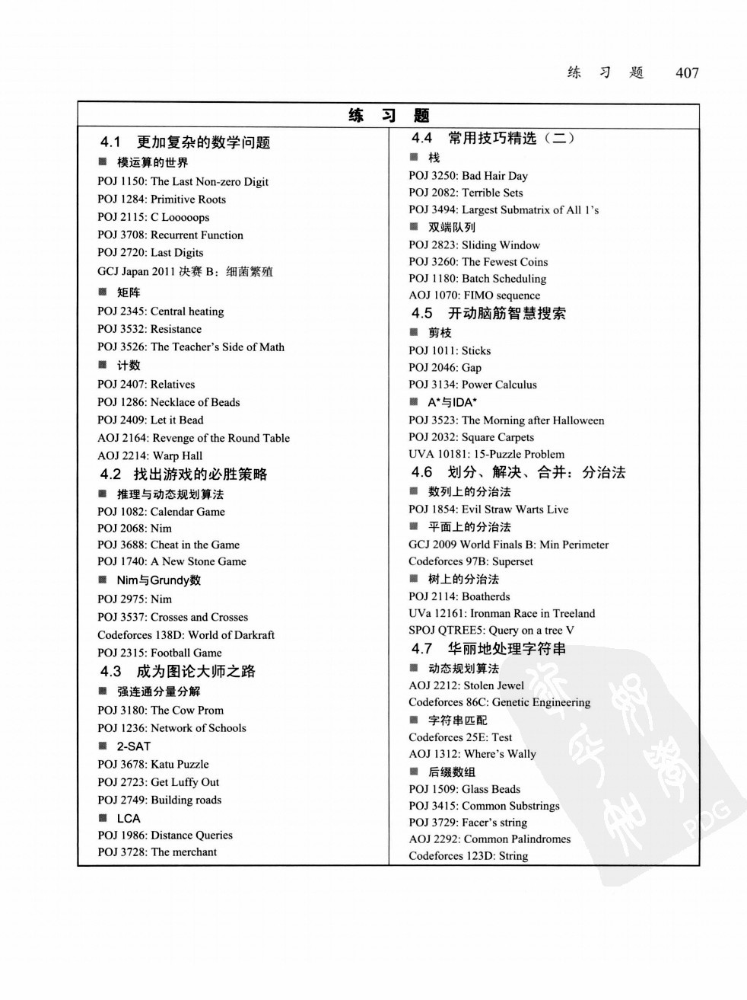 练 习 题 407
练 习 题
4.1 更加复杂的数学问题
模运算的世界
POJ 1150: The Last Non-zero Digit
POJ 1284: Primitive Roots
POJ 2115: C Looooops
POJ 3708: Recurrent Function
POJ 2720: Last Digits
GCJ Japan 2011 决赛 B：细菌繁殖
矩阵
POJ 2345: Central heating
POJ 3532: Resistance
POJ 3526: The Teacher's Side of Math
计数
POJ 2407: Relatives
POJ 1286: Necklace of Beads
POJ 2409: Let it Bead
AOJ 2164: Revenge of the Round Table
AOJ 2214: Warp Hall
4.2 找出游戏的必胜策略
推理与动态规划算法
POJ 1082: Calendar Game
POJ 2068: Nim
POJ 3688: Cheat in the Game
POJ 1740: A New Stone Game
Nim与Grundy数
POJ 2975: Nim
POJ 3537: Crosses and Crosses
Codeforces 138D: World of Darkraft
POJ 2315: Football Game
4.3 成为图论大师之路
强连通分量分解
POJ 3180: The Cow Prom
POJ 1236: Network of Schools
2-SAT
POJ 3678: Katu Puzzle
POJ 2723: Get Luffy Out
POJ 2749: Building roads
LCA
POJ 1986: Distance Queries
POJ 3728: The merchant
4.4 常用技巧精选（二）
栈
POJ 3250: Bad Hair Day
POJ 2082: Terrible Sets
POJ 3494: Largest Submatrix of All 1's
双端队列
POJ 2823: Sliding Window
POJ 3260: The Fewest Coins
POJ 1180: Batch Scheduling
AOJ 1070: FIMO sequence
4.5 开动脑筋智慧搜索
剪枝
POJ 1011: Sticks
POJ 2046: Gap
POJ 3134: Power Calculus
A*与IDA*
POJ 3523: The Morning after Halloween
POJ 2032: Square Carpets
UVA 10181: 15-Puzzle Problem
4.6 划分、解决、合并：分治法
数列上的分治法
POJ 1854: Evil Straw Warts Live
平面上的分治法
GCJ 2009 World Finals B: Min Perimeter
Codeforces 97B: Superset
树上的分治法
POJ 2114: Boatherds
UVa 12161: Ironman Race in Treeland
SPOJ QTREE5: Query on a tree V
4.7 华丽地处理字符串
动态规划算法
AOJ 2212: Stolen Jewel
Codeforces 86C: Genetic Engineering
字符串匹配
Codeforces 25E: Test
AOJ 1312: Where's Wally
后缀数组
POJ 1509: Glass Beads
POJ 3415: Common Substrings
POJ 3729: Facer's string
AOJ 2292: Common Palindromes
Codeforces 123D: String
PDG